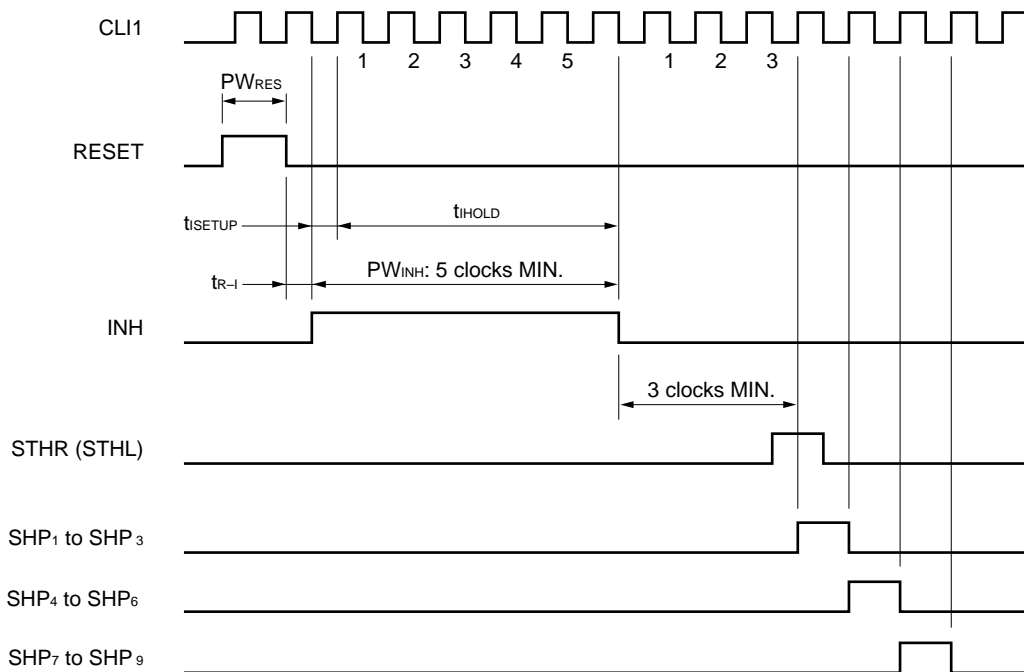 CLI1
1 2 3 4 5 1 2 3
PWRES
RESET
tISETUP
tIHOLD
PWINH: 5 clocks MIN.
tR–I
INH
3 clocks MIN.
STHR (STHL)
SHP1 to SHP3
SHP4 to SHP6
SHP7 to SHP9